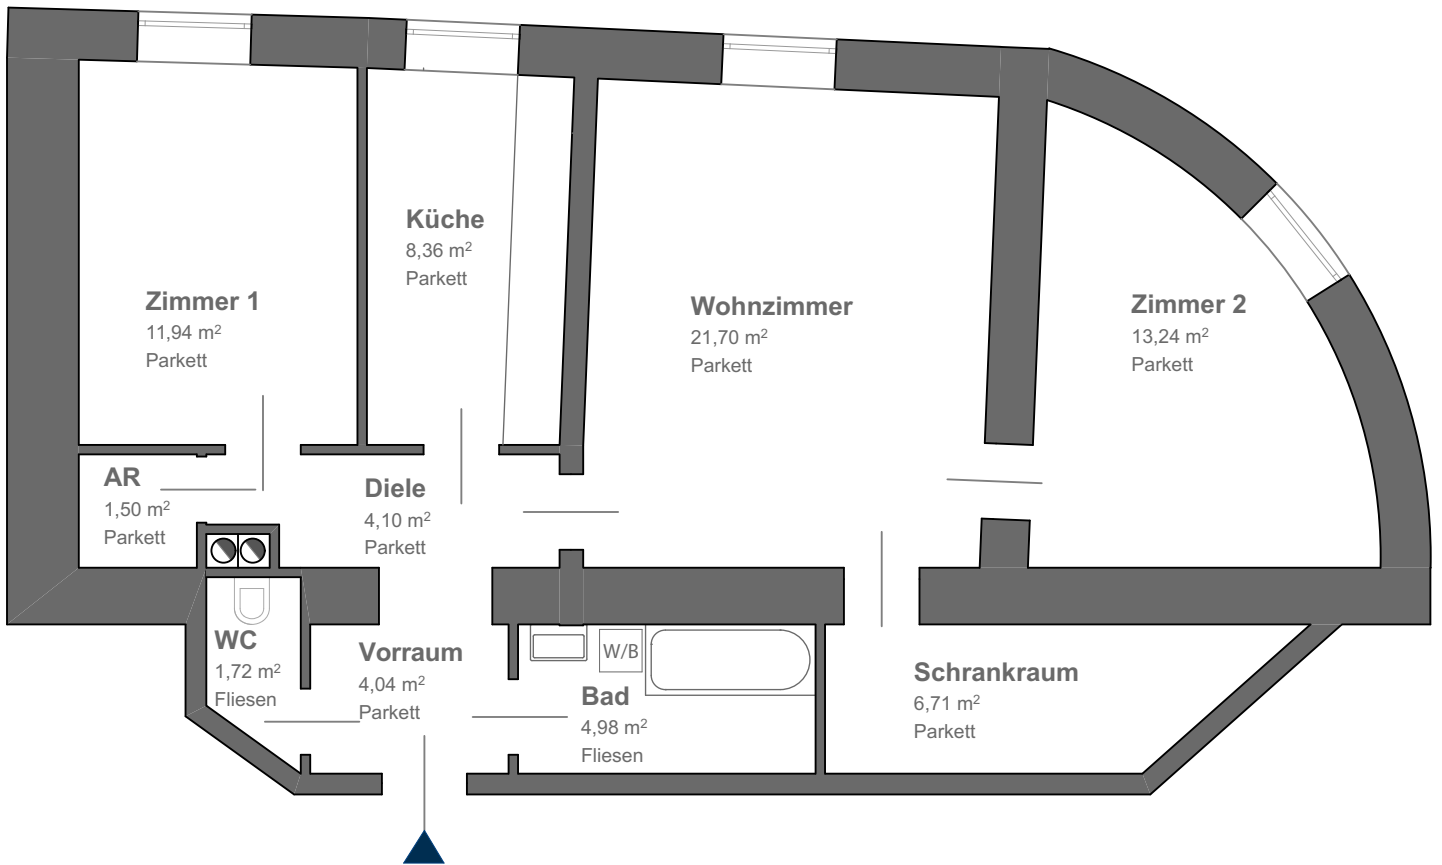 Küche
8,36 m²
Parkett
Zimmer 1
11,94 m²
Parkett
Wohnzimmer
21,70 m²
Parkett
Zimmer 2
13,24 m²
Parkett
AR
1,50 m²
Parkett
Diele
4,10 m²
Parkett
WC
1,72 m²
Fliesen
Vorraum
4,04 m²
Parkett
W/B
Bad
4,98 m²
Fliesen
Schrankraum
6,71 m²
Parkett